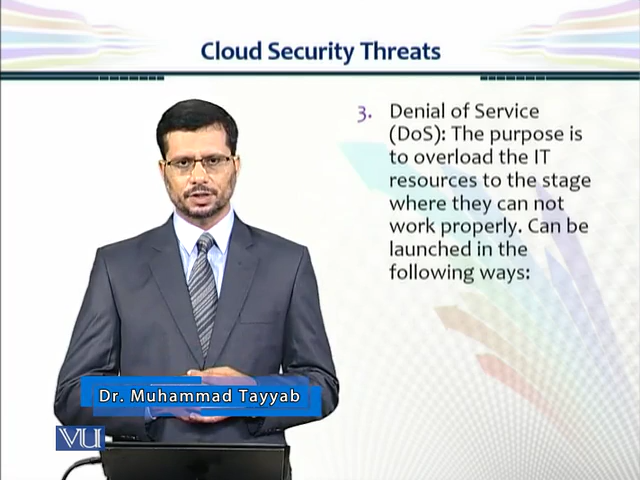 Cloud Security Threats
3. Denial of Service
(DoS): The purpose is
to overload the IT
resources to the stage
where they can not
work properly. Can be
launched in the
following ways:
Dr. Muhammad Tayyab
VU